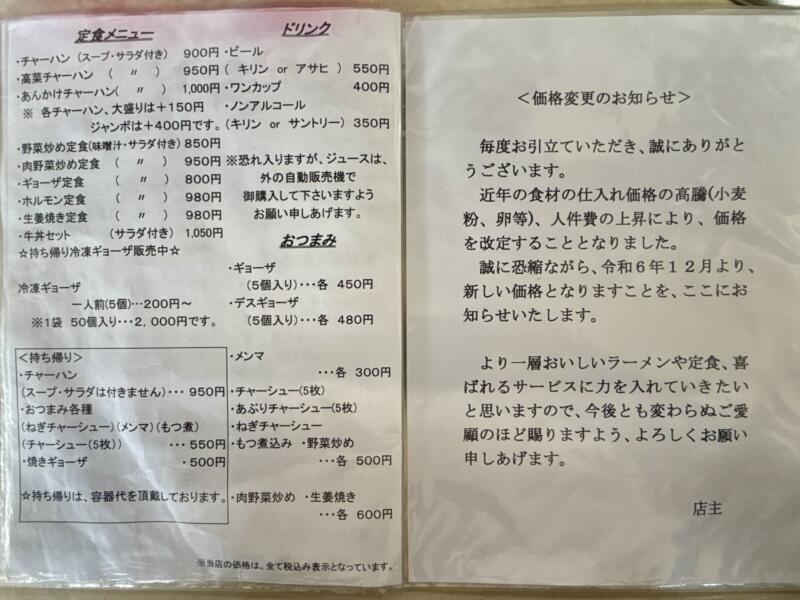 定食メニュー
・チャーハン (スープ・サラダ付き) 900円
・高菜チャーハン ( 〃 ) 950円
・あんかけチャーハン( 〃 ) 1,000円
※ 各チャーハン、大盛りは＋150円
ジャンボは＋400円です。
・野菜炒め定食(味噌汁・サラダ付き)850円
・肉野菜炒め定食 ( 〃 ) 950円
・ギョーザ定食 ( 〃 ) 800円
・ホルモン定食 ( 〃 ) 980円
・生姜焼き定食 ( 〃 ) 980円
・牛丼セット (サラダ付き) 1,050円
☆持ち帰り冷凍ギョーザ販売中☆
冷凍ギョーザ
一人前(5個)…200円～
※1袋 50個入り･･･2，000円です。
＜持ち帰り＞
・チャーハン
(スープ・サラダは付きません)･･･ 950円
・おつまみ各種
(ねぎチャーシュー)(メンマ)(もつ煮)
(チャーシュー(5枚)) ･･･550円
・焼きギョーザ ・500円
☆持ち帰りは、容器代を頂戴しております。
ドリンク
・ビール
( キリン or アサヒ ) 550円
・ワンカップ 400円
・ノンアルコール
(キリン or サントリー) 350円
※恐れ入りますが、ジュースは、
外の自動販売機で
御購入して下さいますよう
お願い申しあげます。
おつまみ
・ギョーザ
(5個入り)･･･各 450円
・デスギョーザ
(5個入り)･･･各 480円
・メンマ
･･･各 300円
・チャーシュー(5枚)
・あぶりチャーシュー(5枚)
・ねぎチャーシュー
・もつ煮込み ・野菜炒め
･･･各 500円
・肉野菜炒め ・生姜焼き
･･･各 600円
※当店の価格は、全て税込み表示となっています。
＜価格変更のおしらせ＞
毎度お引立ていただき、誠にありがと
うございます。
近年の食材の仕入れ価格の高騰(小麦
粉、卵等)、人件費の上昇により、価格
を改定することとなりました。
誠に恐縮ながら、令和６年１２月より、
新しい価格となりますことを、ここにお
知らせいたします。
より一層おいしいラーメンや定食、喜
ばれるサービスに力を入れていきたい
と思いますので、今後とも変わらぬご愛
顧のほど賜りますよう、よろしくお願い
申しあげます。
店主